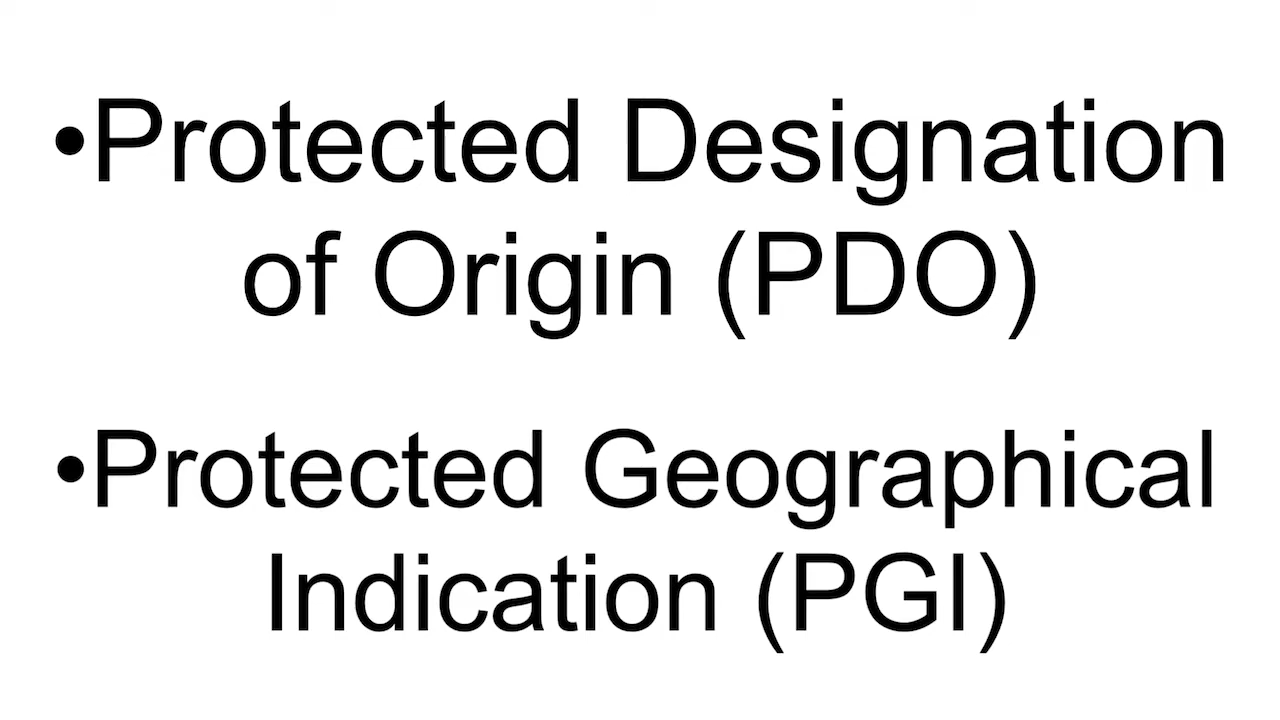 •Protected Designation
of Origin (PDO)
•Protected Geographical
Indication (PGI)